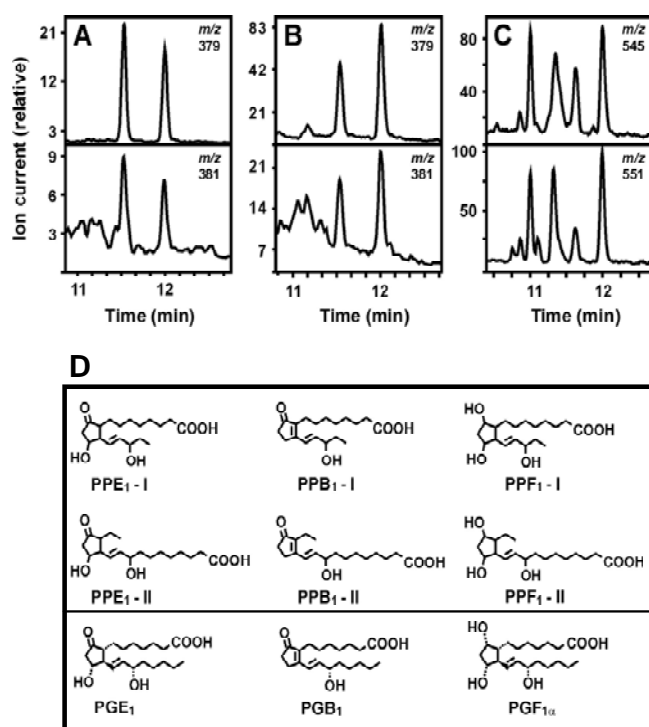 A
m/z
379
21
12
3
m/z
381
9
6
3
11
12
Time (min)
B
m/z
379
83
42
21
m/z
381
21
14
7
11
12
Time (min)
C
m/z
545
80
40
m/z
551
100
50
11
12
Time (min)
Ion current (relative)
D
O
COOH
HO
OH
PPE₁ - I
O
COOH
OH
PPB₁ - I
HO
COOH
HO
OH
PPF₁ - I
O
COOH
HO
OH
PPE₁ - II
O
COOH
OH
PPB₁ - II
HO
COOH
HO
OH
PPF₁ - II
O
COOH
HO
OH
PGE₁
O
COOH
OH
PGB₁
HO
COOH
HO
OH
PGF₁α